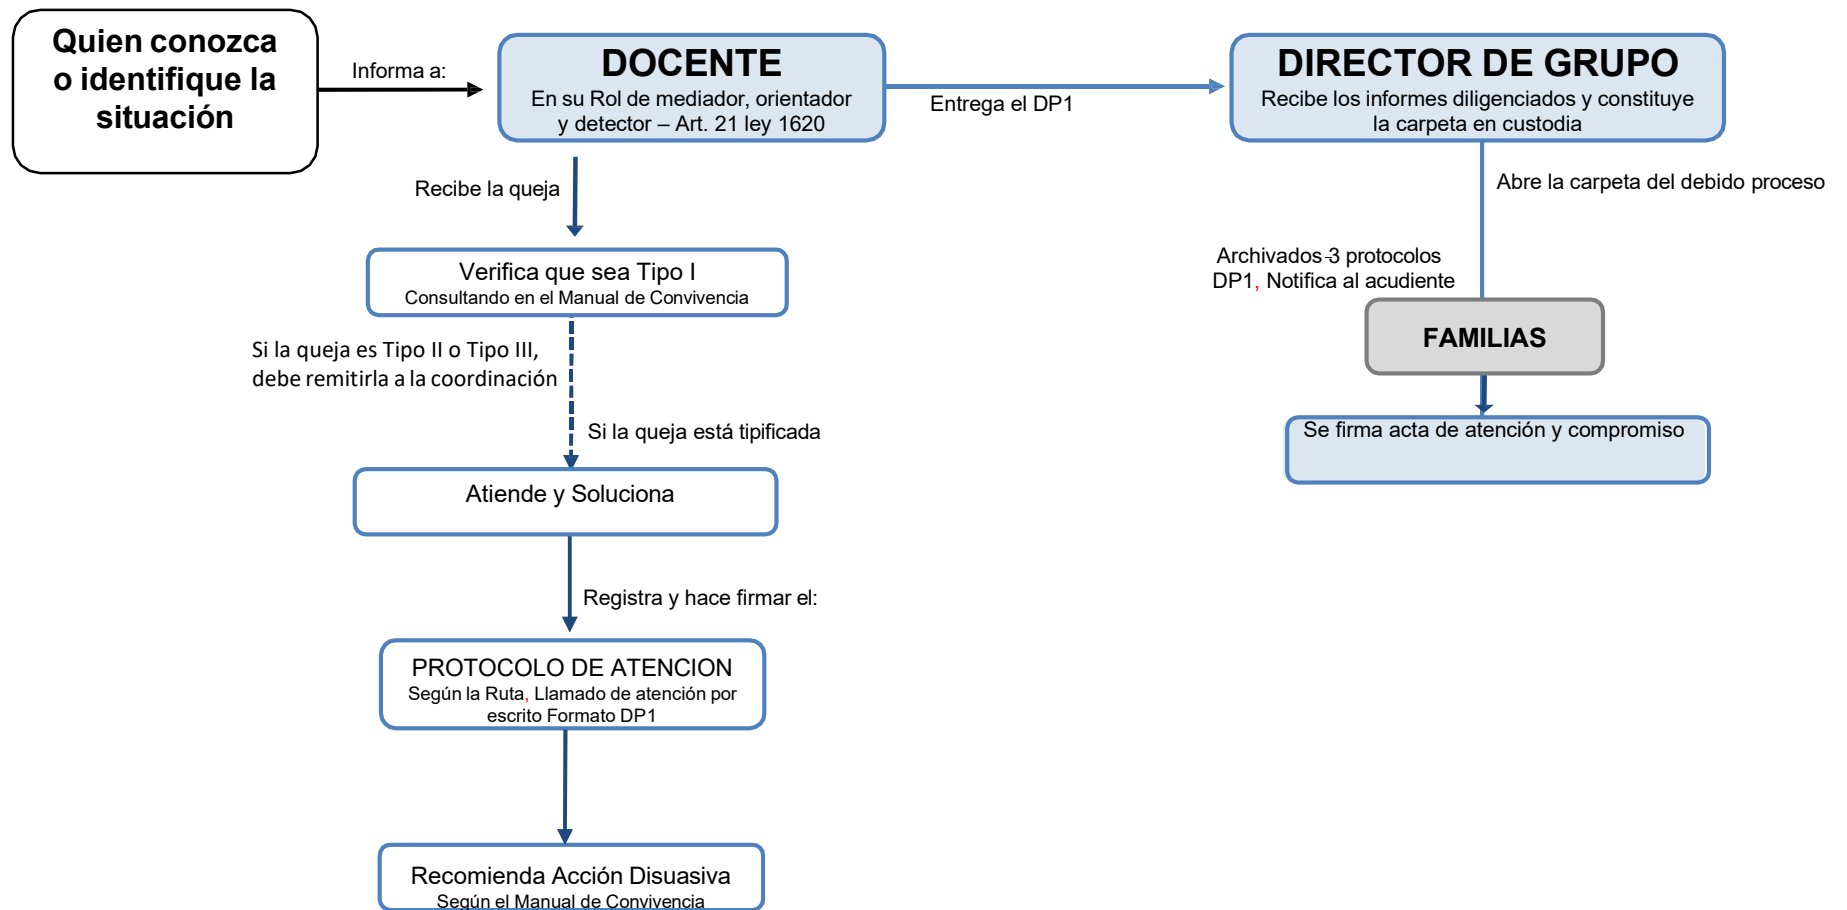 Quien conozca
o identifique la
situación
Informa a:
DOCENTE
En su Rol de mediador, orientador
y detector – Art. 21 ley 1620
Entrega el DP1
DIRECTOR DE GRUPO
Recibe los informes diligenciados y constituye
la carpeta en custodia
Recibe la queja
Abre la carpeta del debido proceso
Verifica que sea Tipo I
Consultando en el Manual de Convivencia
Archivados-3 protocolos
DP1, Notifica al acudiente
FAMILIAS
Si la queja es Tipo II o Tipo III,
debe remitirla a la coordinación
Si la queja está tipificada
Se firma acta de atención y compromiso
Atiende y Soluciona
Registra y hace firmar el:
PROTOCOLO DE ATENCION
Según la Ruta, Llamado de atención por
escrito Formato DP1
Recomienda Acción Disuasiva
Según el Manual de Convivencia